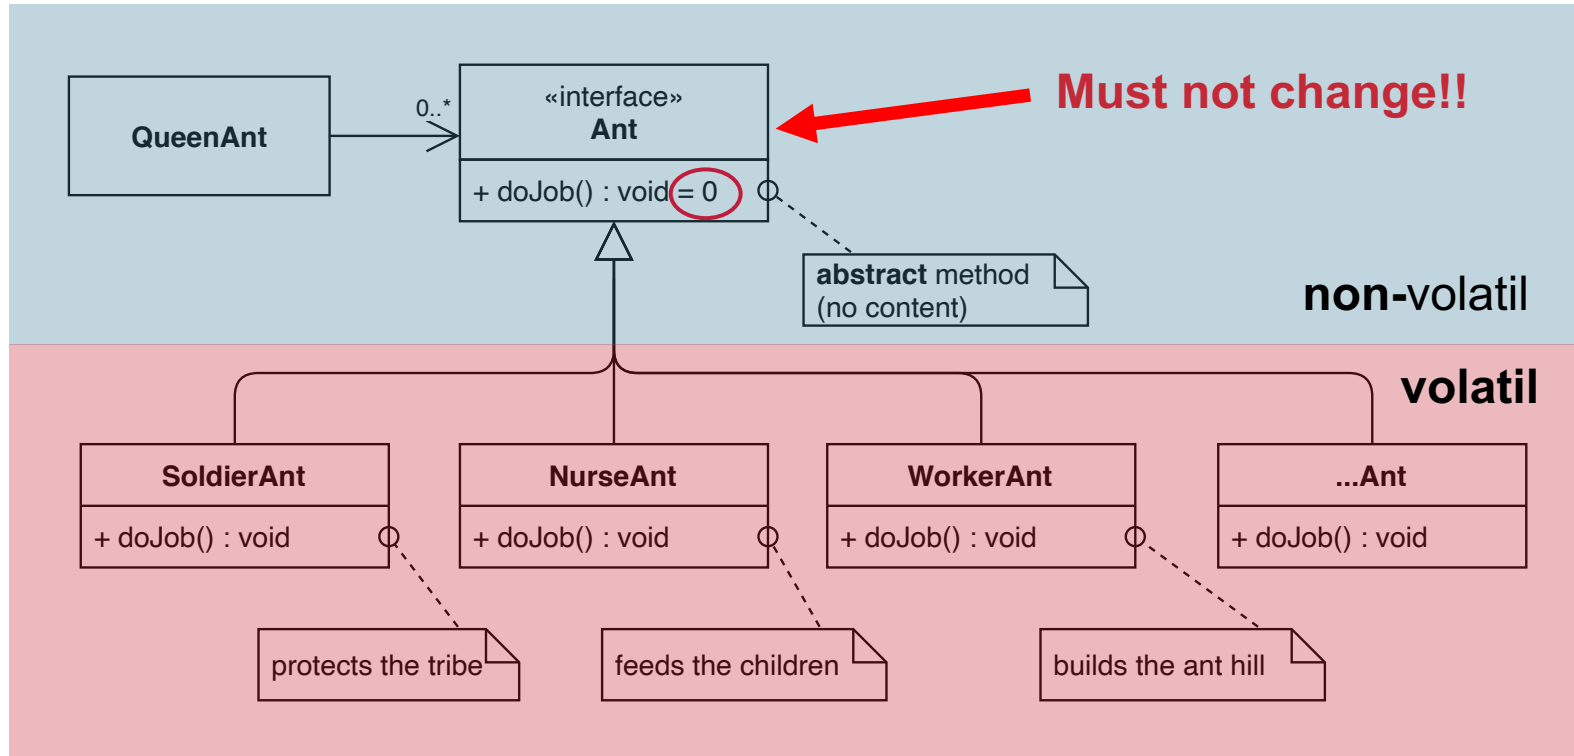 QueenAnt
0..*
«interface»
Ant
+ doJob() : void = 0
Must not change!!
abstract method
(no content)
non-volatil
volatil
SoldierAnt
+ doJob() : void
NurseAnt
+ doJob() : void
WorkerAnt
+ doJob() : void
...Ant
+ doJob() : void
protects the tribe
feeds the children
builds the ant hill